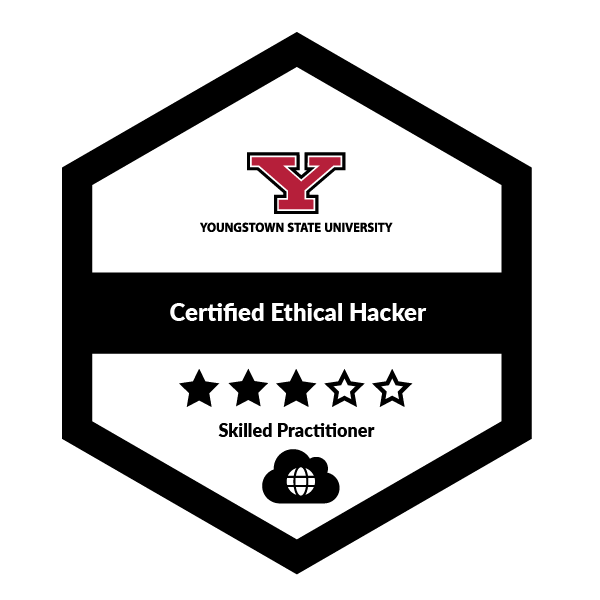 Y
YOUNGSTOWN STATE UNIVERSITY
Certified Ethical Hacker
Skilled Practitioner